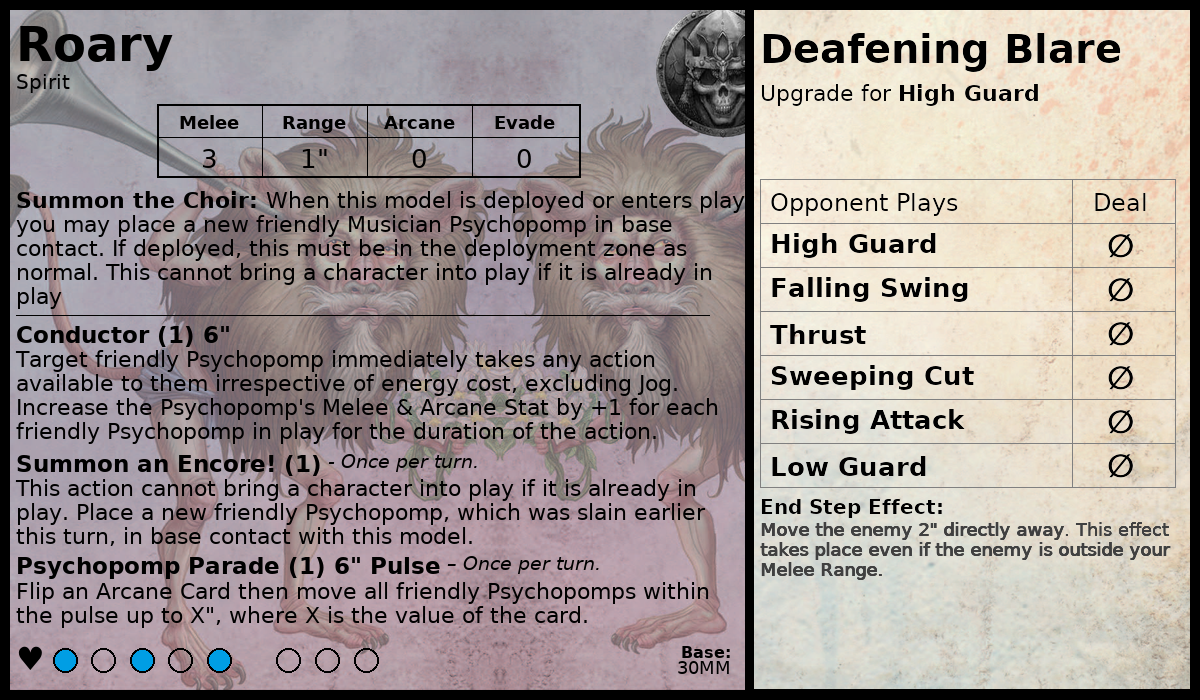 Roary
Spirit
Melee Range Arcane Evade
3 1" 0 0
Summon the Choir: When this model is deployed or enters play
you may place a new friendly Musician Psychopomp in base
contact. If deployed, this must be in the deployment zone as
normal. This cannot bring a character into play if it is already in
play
Conductor (1) 6"
Target friendly Psychopomp immediately takes any action
available to them irrespective of energy cost, excluding Jog.
Increase the Psychopomp's Melee & Arcane Stat by +1 for each
friendly Psychopomp in play for the duration of the action.
Summon an Encore! (1) - Once per turn.
This action cannot bring a character into play if it is already in
play. Place a new friendly Psychopomp, which was slain earlier
this turn, in base contact with this model.
Psychopomp Parade (1) 6" Pulse – Once per turn.
Flip an Arcane Card then move all friendly Psychopomps within
the pulse up to X", where X is the value of the card.
Base:
30MM
Deafening Blare
Upgrade for High Guard
Opponent Plays Deal
High Guard ∅
Falling Swing ∅
Thrust ∅
Sweeping Cut ∅
Rising Attack ∅
Low Guard ∅
End Step Effect:
Move the enemy 2" directly away. This effect
takes place even if the enemy is outside your
Melee Range.